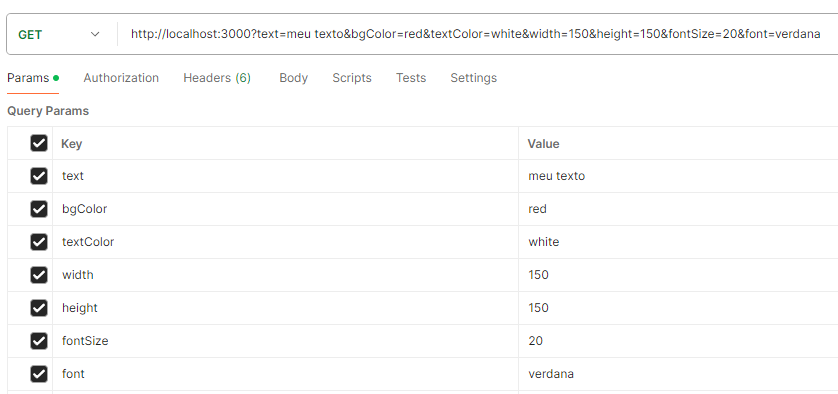 GET http://localhost:3000?text=meu texto&bgColor=red&textColor=white&width=150&height=150&fontSize=20&font=verdana
Params Authorization Headers (6) Body Scripts Tests Settings
Query Params
Key Value
text meu texto
bgColor red
textColor white
width 150
height 150
fontSize 20
font verdana